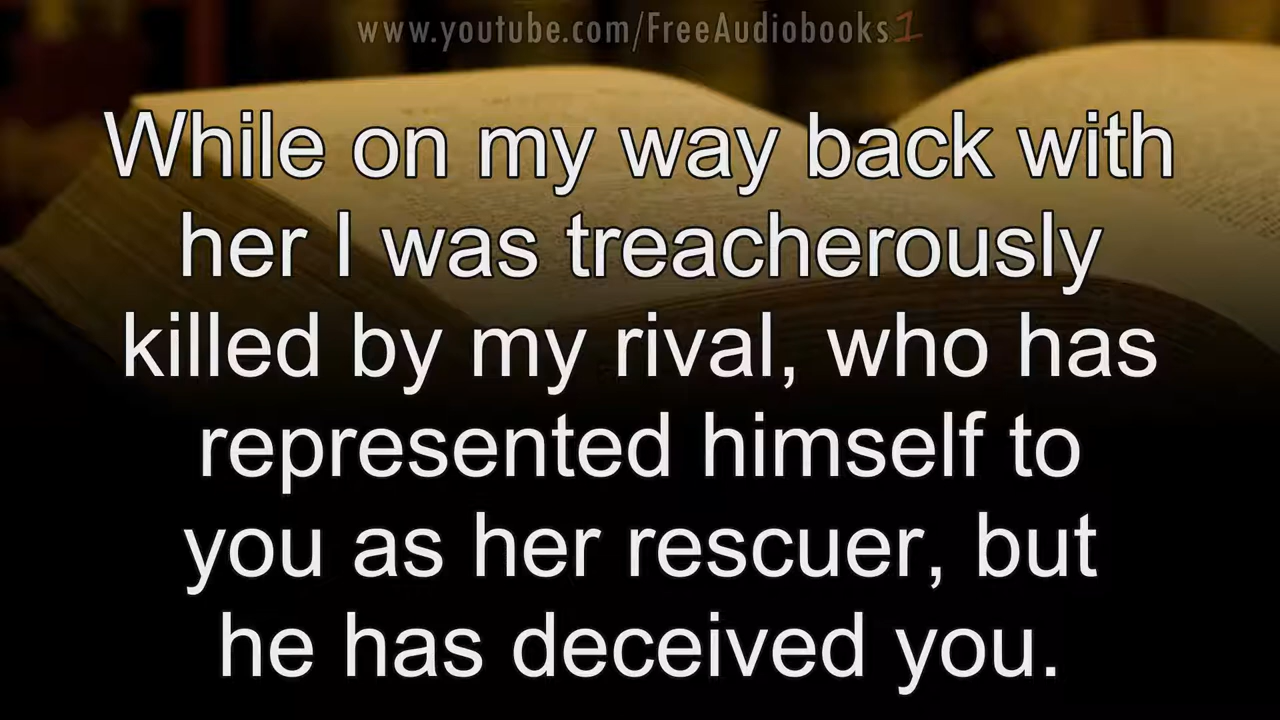 www.youtube.com/FreeAudiobooks1
While on my way back with
her I was treacherously
killed by my rival, who has
represented himself to
you as her rescuer, but
he has deceived you.